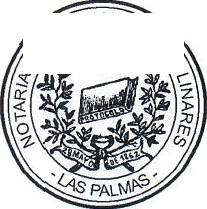 NOTARIA
LINARES
PROTOCOLO
28 MAYO DE 1862
- LAS PALMAS -